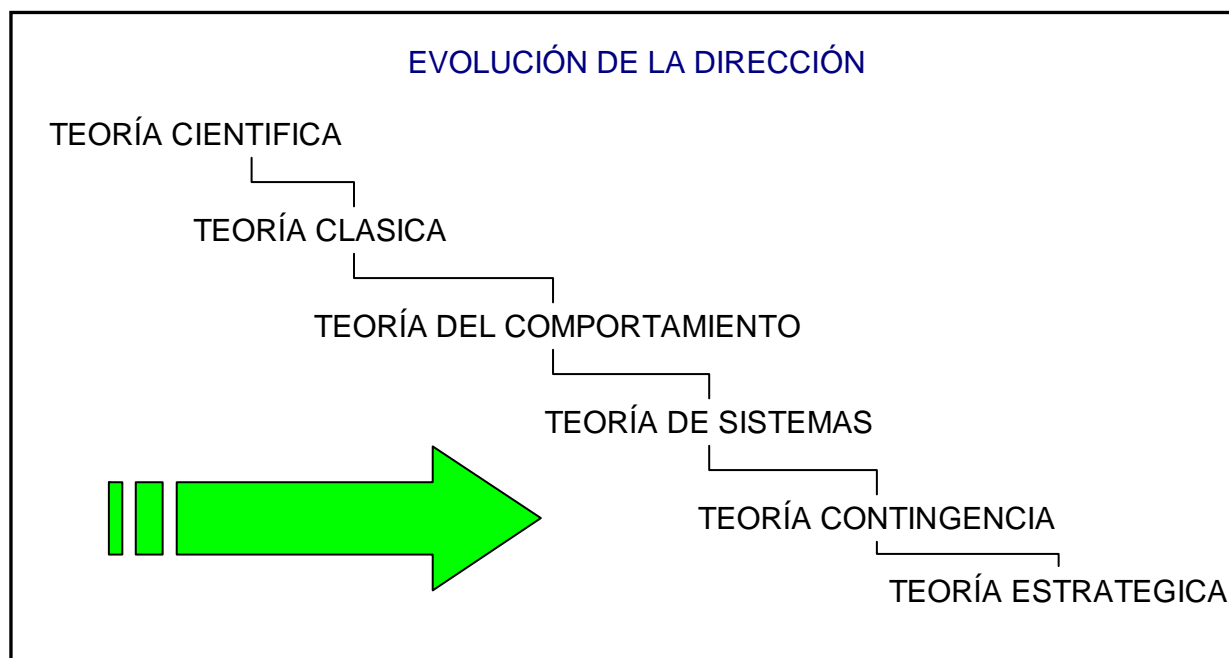 EVOLUCIÓN DE LA DIRECCIÓN
TEORÍA CIENTIFICA
TEORÍA CLASICA
TEORÍA DEL COMPORTAMIENTO
TEORÍA DE SISTEMAS
TEORÍA CONTINGENCIA
TEORÍA ESTRATEGICA